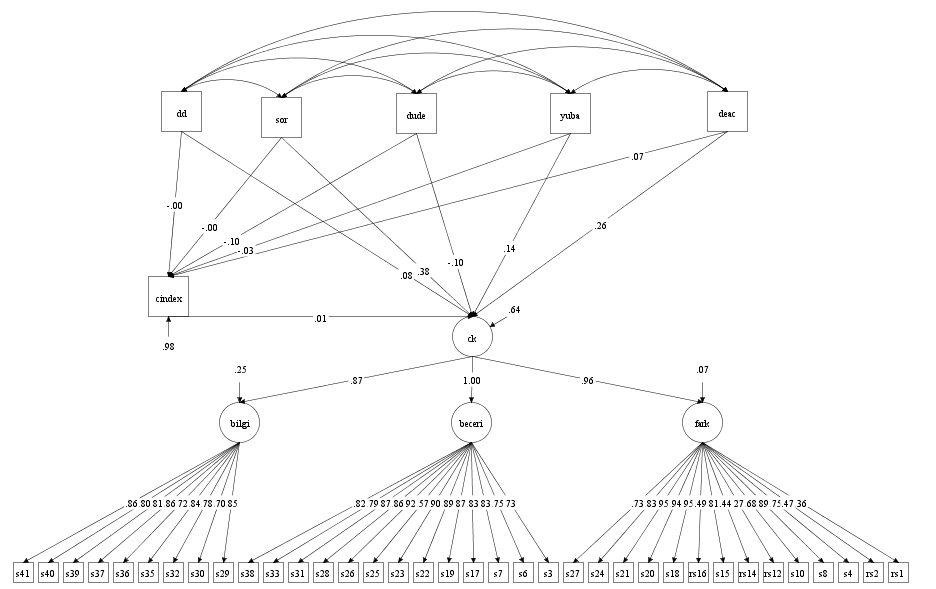 dd sor dude yuba deac
.07
-.00
-.00 .26
-.10
-.03 .14
-.10
.08 .38
cindex
.01 .64
ck
.98
.25 .07
.87 1.00 .96
bilgi beceri fark
.86 80 81 .86 72 .84 78 .70 85 .82 79 87 86 92 .57 90 89 87 .83 83 .75 73 .73 83 95 94 95 .49 81 .44 27 68 89 .75 .47 .36
s41 s40 s39 s37 s36 s35 s32 s30 s29 s38 s33 s31 s28 s26 s25 s23 s22 s19 s17 s7 s6 s3 s27 s24 s21 s20 s18 rs16 s15 rs14 rs12 s10 s8 s4 rs2 rs1